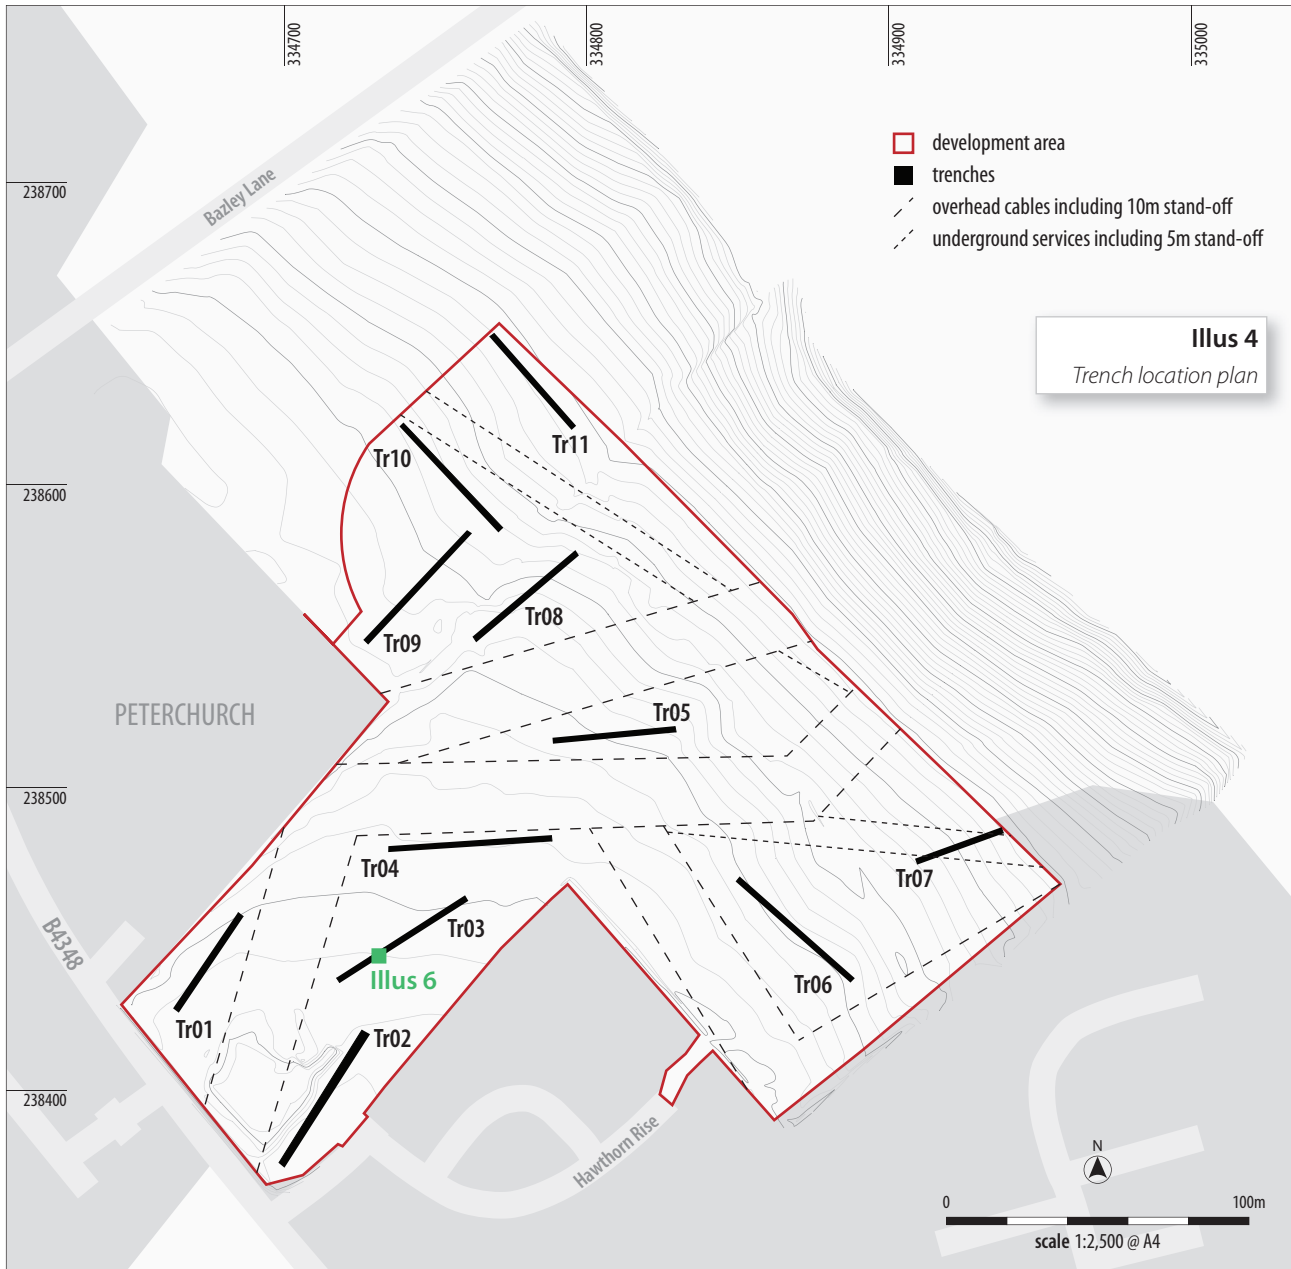 334700
334800
334900
335000
development area
trenches
overhead cables including 10m stand-off
underground services including 5m stand-off
238700
Bazley Lane
Illus 4
Trench location plan
Tr11
Tr10
238600
Tr08
Tr09
PETERCHURCH
Tr05
238500
Tr04
Tr07
Tr03
B4348
Illus 6
Tr06
Tr01
Tr02
238400
Hawthorn Rise
N
0 100m
scale 1:2,500 @ A4